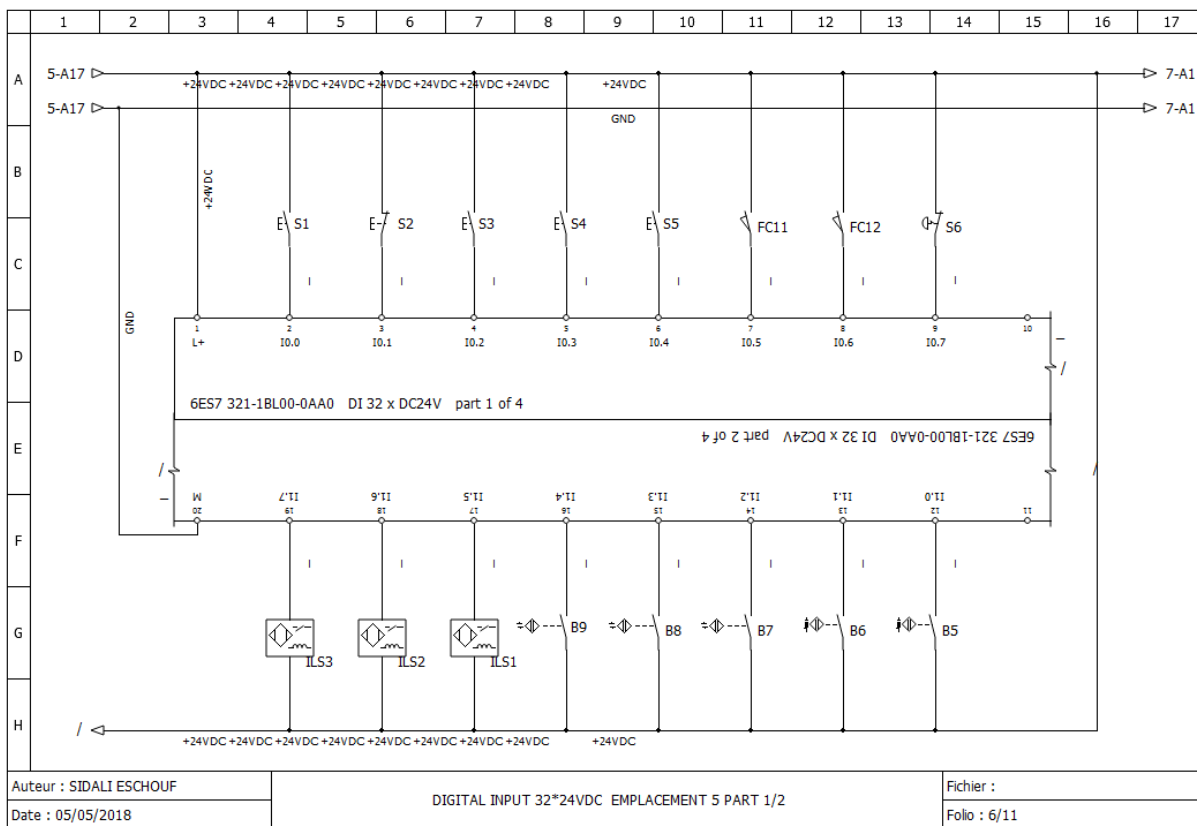 1 2 3 4 5 6 7 8 9 10 11 12 13 14 15 16 17
A
5-A17 7-A1
+24VDC +24VDC +24VDC +24VDC +24VDC +24VDC +24VDC +24VDC +24VDC
5-A17 7-A1
GND
B
+24VDC
S1 S2 S3 S4 S5 FC11 FC12 S6
C
GND
1 2 3 4 5 6 7 8 9 10
L+ I0.0 I0.1 I0.2 I0.3 I0.4 I0.5 I0.6 I0.7
D
/
6ES7 321-1BL00-0AA0 DI 32 x DC24V part 1 of 4
6ES7 321-1BL00-0AA0 DI 32 x DC24V part 2 of 4
E
/ /
M I1.7 I1.6 I1.5 I1.4 I1.3 I1.2 I1.1 I1.0
20 19 18 17 16 15 14 13 12 11
F
G
B9 B8 B7 B6 B5
ILS3 ILS2 ILS1
H
/
+24VDC +24VDC +24VDC +24VDC +24VDC +24VDC +24VDC +24VDC +24VDC
Auteur : SIDALI ESCHOUF
Date : 05/05/2018
DIGITAL INPUT 32*24VDC EMPLACEMENT 5 PART 1/2
Fichier :
Folio : 6/11